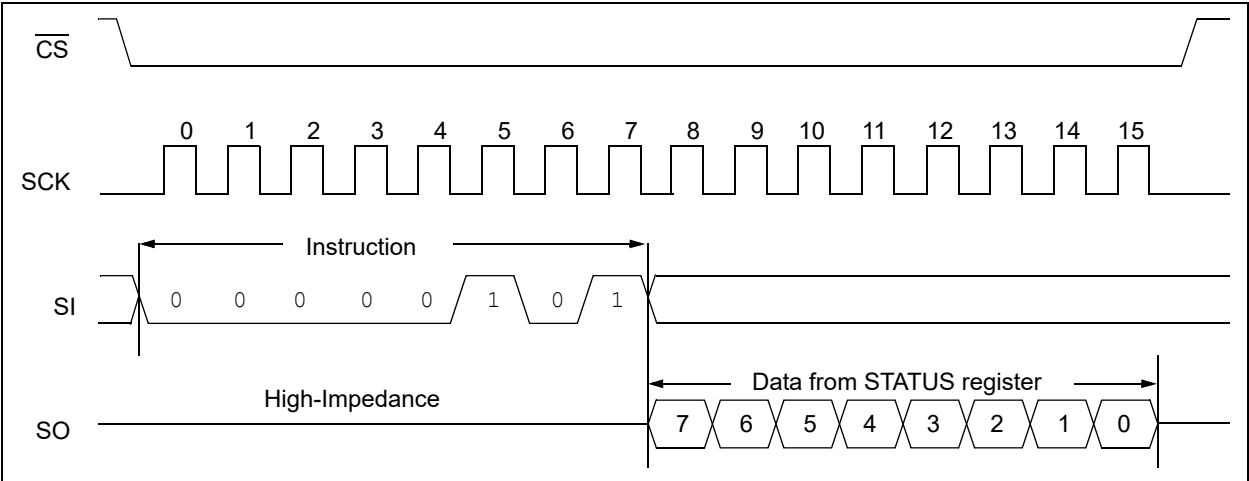 CS
0 1 2 3 4 5 6 7 8 9 10 11 12 13 14 15
SCK
Instruction
SI 0 0 0 0 0 1 0 1
Data from STATUS register
High-Impedance
SO 7 6 5 4 3 2 1 0